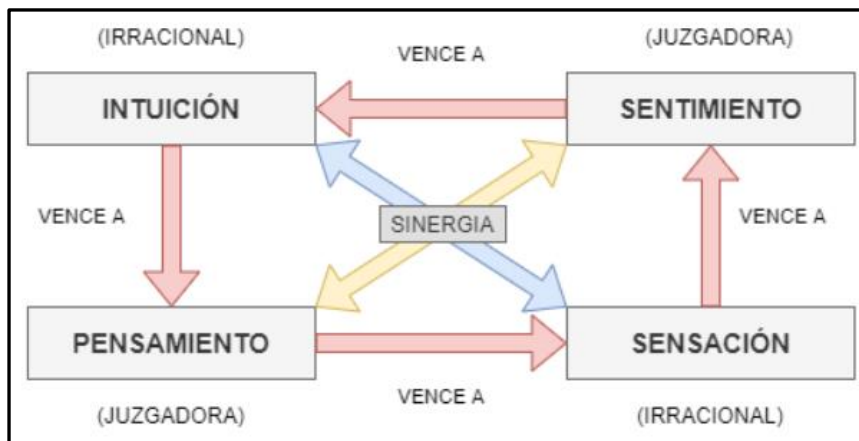 (IRRACIONAL)
(JUZGADORA)
VENCE A
INTUICIÓN
SENTIMIENTO
VENCE A
SINERGIA
VENCE A
PENSAMIENTO
SENSACIÓN
VENCE A
(JUZGADORA)
(IRRACIONAL)